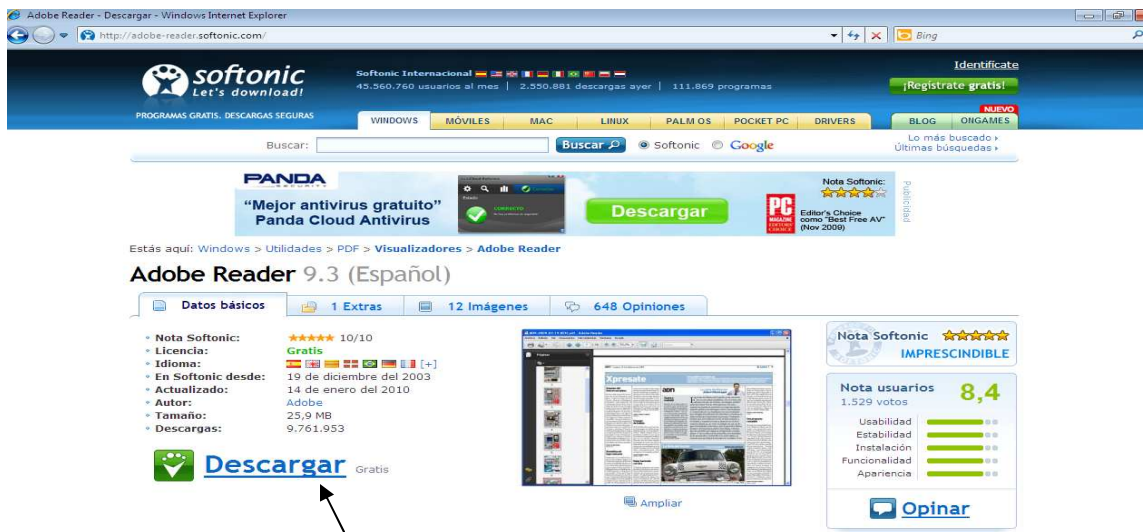 Adobe Reader - Descargar - Windows Internet Explorer
http://adobe-reader.softonic.com/
Bing
softonic
Let's download!
PROGRAMAS GRATIS. DESCARGAS SEGURAS
Softonic Internacional
45.560.760 usuarios al mes | 2.550.881 descargas ayer | 111.869 programas
Identifícate
¡Regístrate gratis!
NUEVO
WINDOWS MÓVILES MAC LINUX PALM OS POCKET PC DRIVERS BLOG ONGAMES
Buscar: Buscar Softonic Google
Lo más buscado
Últimas búsquedas
PANDA
SECURITY
“Mejor antivirus gratuito”
Panda Cloud Antivirus
Descargar
PC
MAGAZINE
EDITORS'
CHOICE
Nota Softonic:
Editor's Choice
como "Best Free AV"
(Nov 2009)
Publicidad
Estás aquí: Windows > Utilidades > PDF > Visualizadores > Adobe Reader
Adobe Reader 9.3 (Español)
Datos básicos 1 Extras 12 Imágenes 648 Opiniones
Nota Softonic: 10/10
Licencia: Gratis
Idioma: [+]
En Softonic desde: 19 de diciembre del 2003
Actualizado: 14 de enero del 2010
Autor: Adobe
Tamaño: 25,9 MB
Descargas: 9.761.953
Descargar Gratis
Xpresate
adn
Ampliar
Nota Softonic
IMPRESCINDIBLE
Nota usuarios 8,4
1.529 votos
Usabilidad
Estabilidad
Instalación
Funcionalidad
Apariencia
Opinar